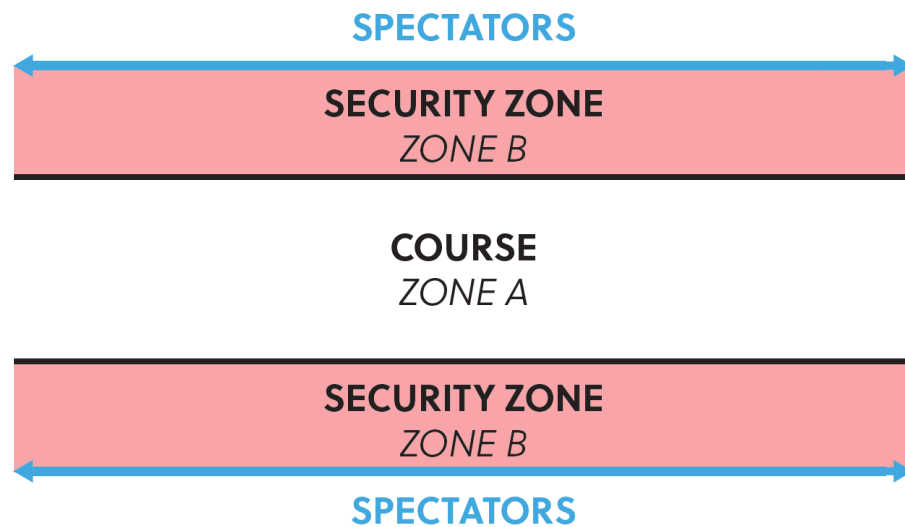 SPECTATORS
SECURITY ZONE
ZONE B
COURSE
ZONE A
SECURITY ZONE
ZONE B
SPECTATORS